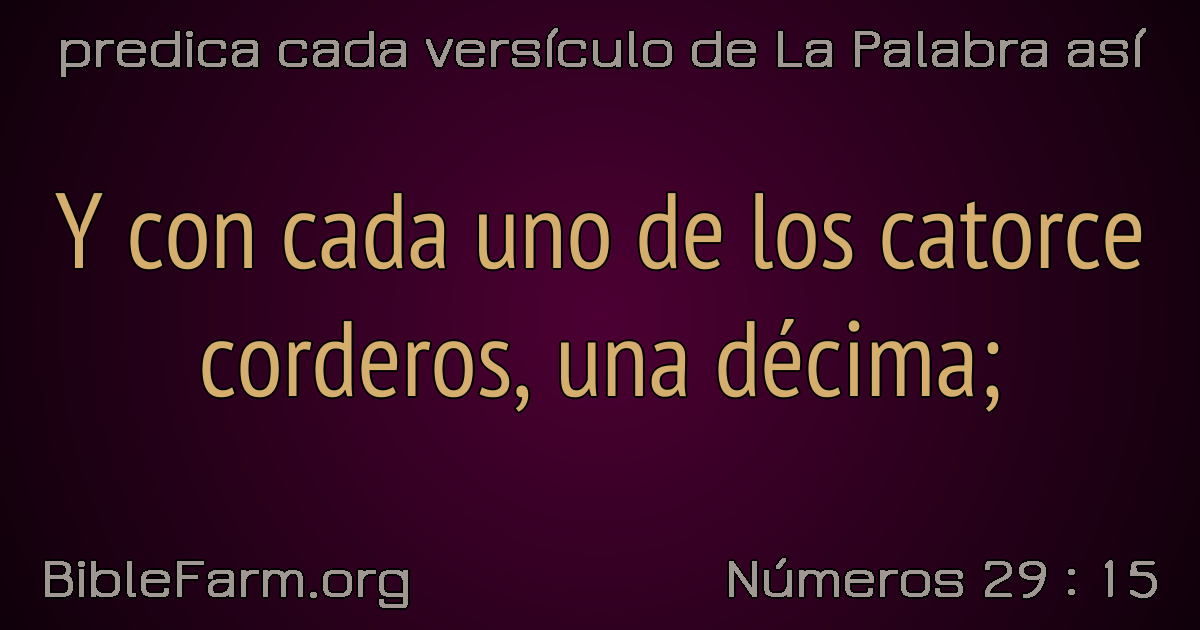 predica cada versículo de La Palabra así
Y con cada uno de los catorce
corderos, una décima;
BibleFarm.org
Números 29 : 15